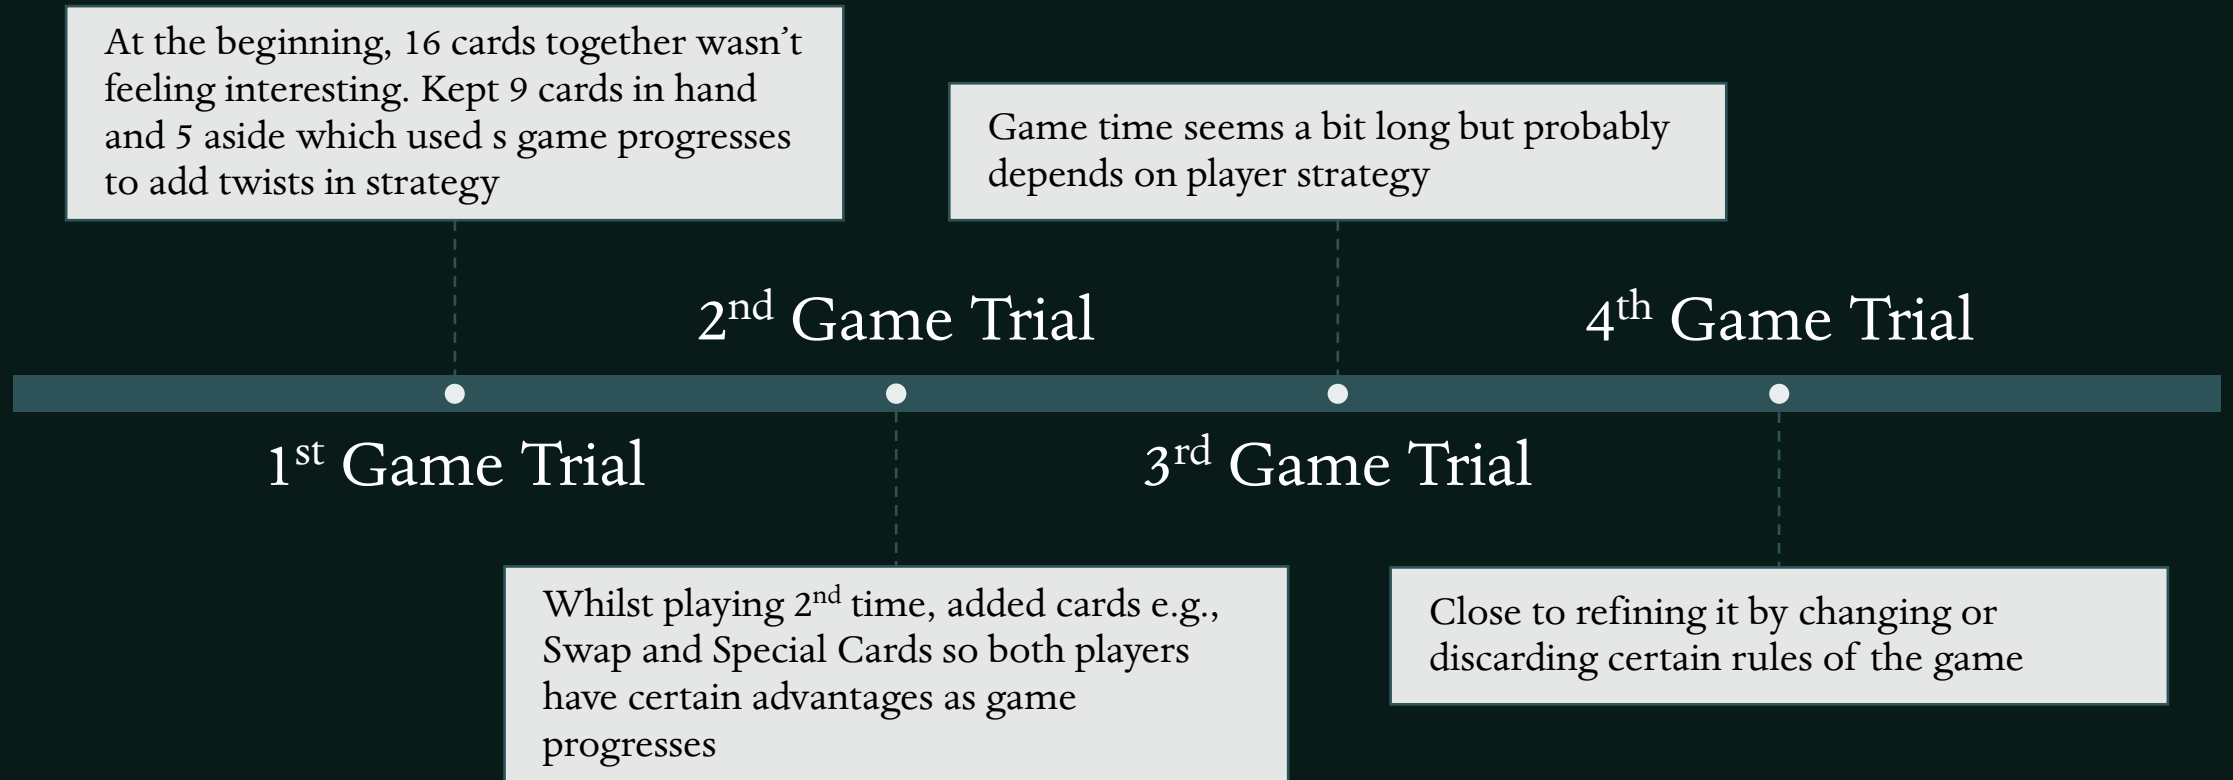 At the beginning, 16 cards together wasn’t
feeling interesting. Kept 9 cards in hand
and 5 aside which used s game progresses
to add twists in strategy
Game time seems a bit long but probably
depends on player strategy
2nd Game Trial
4th Game Trial
1st Game Trial
3rd Game Trial
Whilst playing 2nd time, added cards e.g.,
Swap and Special Cards so both players
have certain advantages as game
progresses
Close to refining it by changing or
discarding certain rules of the game